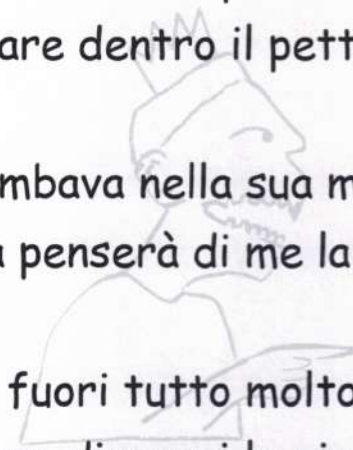 are dentro il pett
mbava nella sua m
penserà di me la
fuori tutto molto